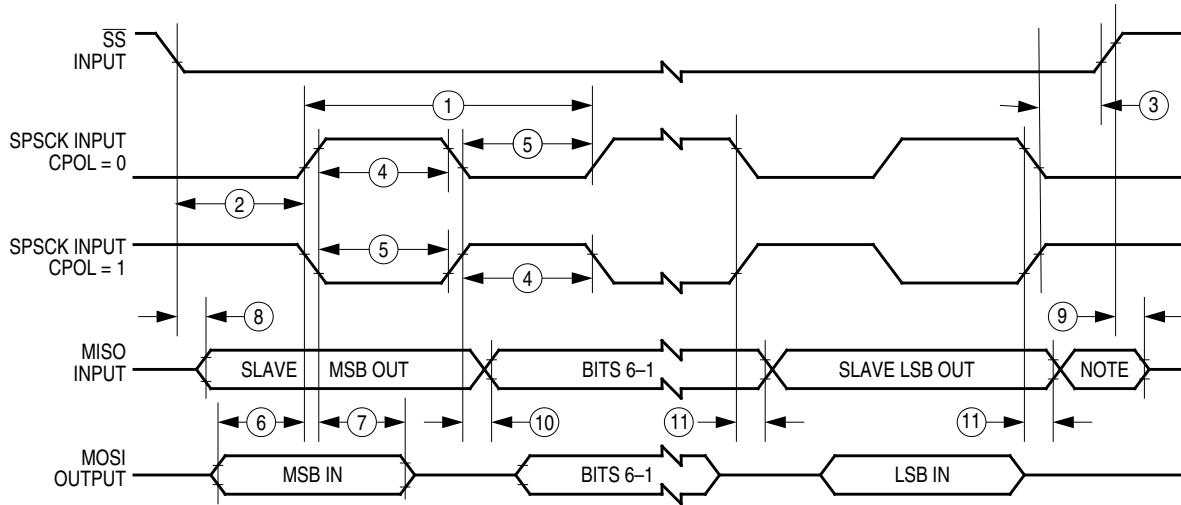 SS
INPUT
1
3
SPSCK INPUT
CPOL = 0
5
4
2
SPSCK INPUT
CPOL = 1
5
4
8
9
MISO
INPUT
SLAVE MSB OUT
BITS 6–1
SLAVE LSB OUT
NOTE
6
7
10
11
11
MOSI
OUTPUT
MSB IN
BITS 6–1
LSB IN